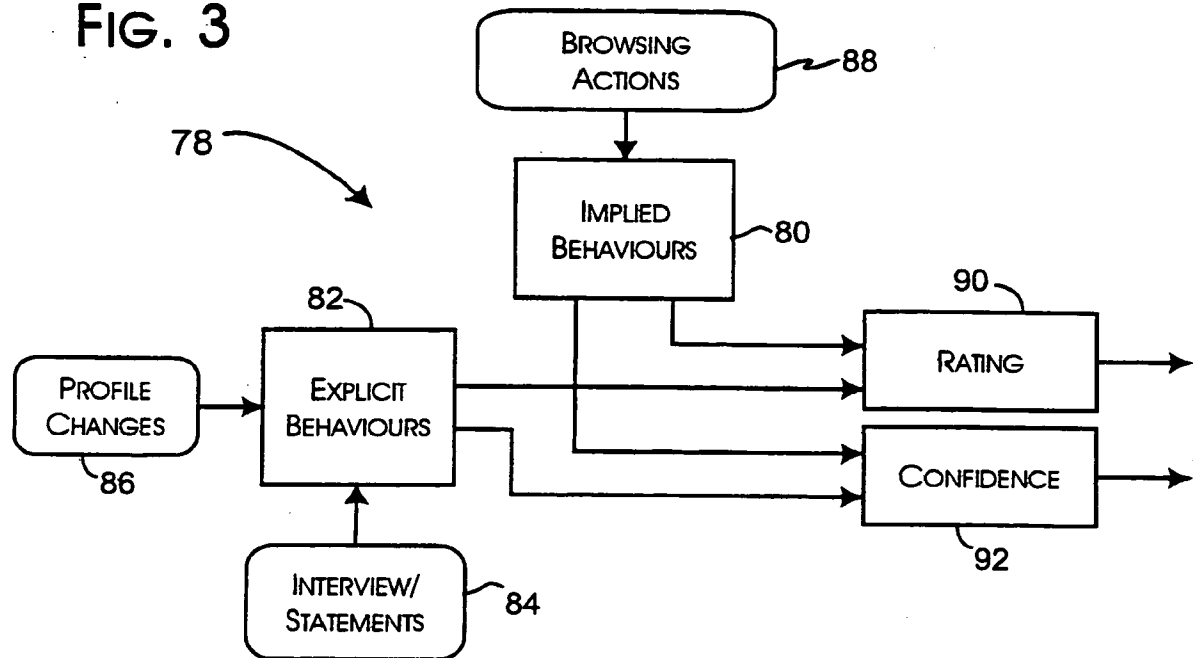 FIG. 3
BROWSING
ACTIONS
88
78
IMPLIED
BEHAVIOURS
80
82
90
PROFILE
CHANGES
86
EXPLICIT
BEHAVIOURS
RATING
CONFIDENCE
92
INTERVIEW/
STATEMENTS
84